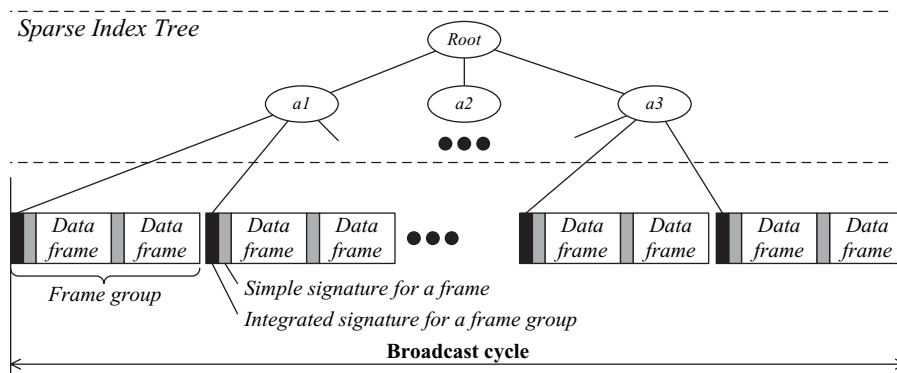 Sparse Index Tree
Root
a1
a2
a3
Data frame
Data frame
Data frame
Data frame
Data frame
Data frame
Data frame
Data frame
Frame group
Simple signature for a frame
Integrated signature for a frame group
Broadcast cycle